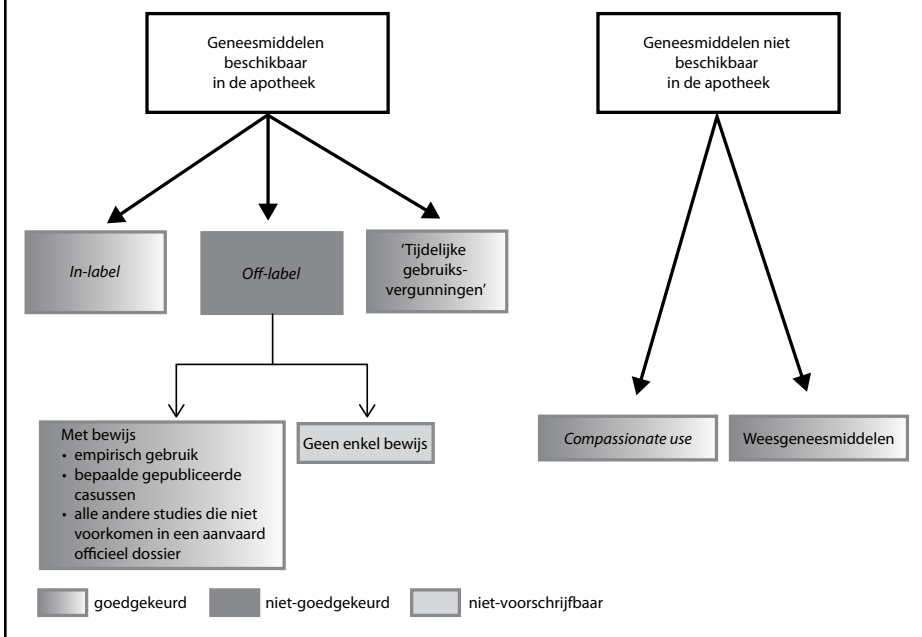 Geneesmiddelen
beschikbaar
in de apotheek
Geneesmiddelen niet
beschikbaar
in de apotheek
In-label
Off-label
'Tijdelijke
gebruiks-
vergunningen'
Met bewijs
• empirisch gebruik
• bepaalde gepubliceerde
casussen
• alle andere studies die niet
voorkomen in een aanvaard
officieel dossier
Geen enkel bewijs
Compassionate use
Weesgeneesmiddelen
goedgekeurd
niet-goedgekeurd
niet-voorschrijfbaar